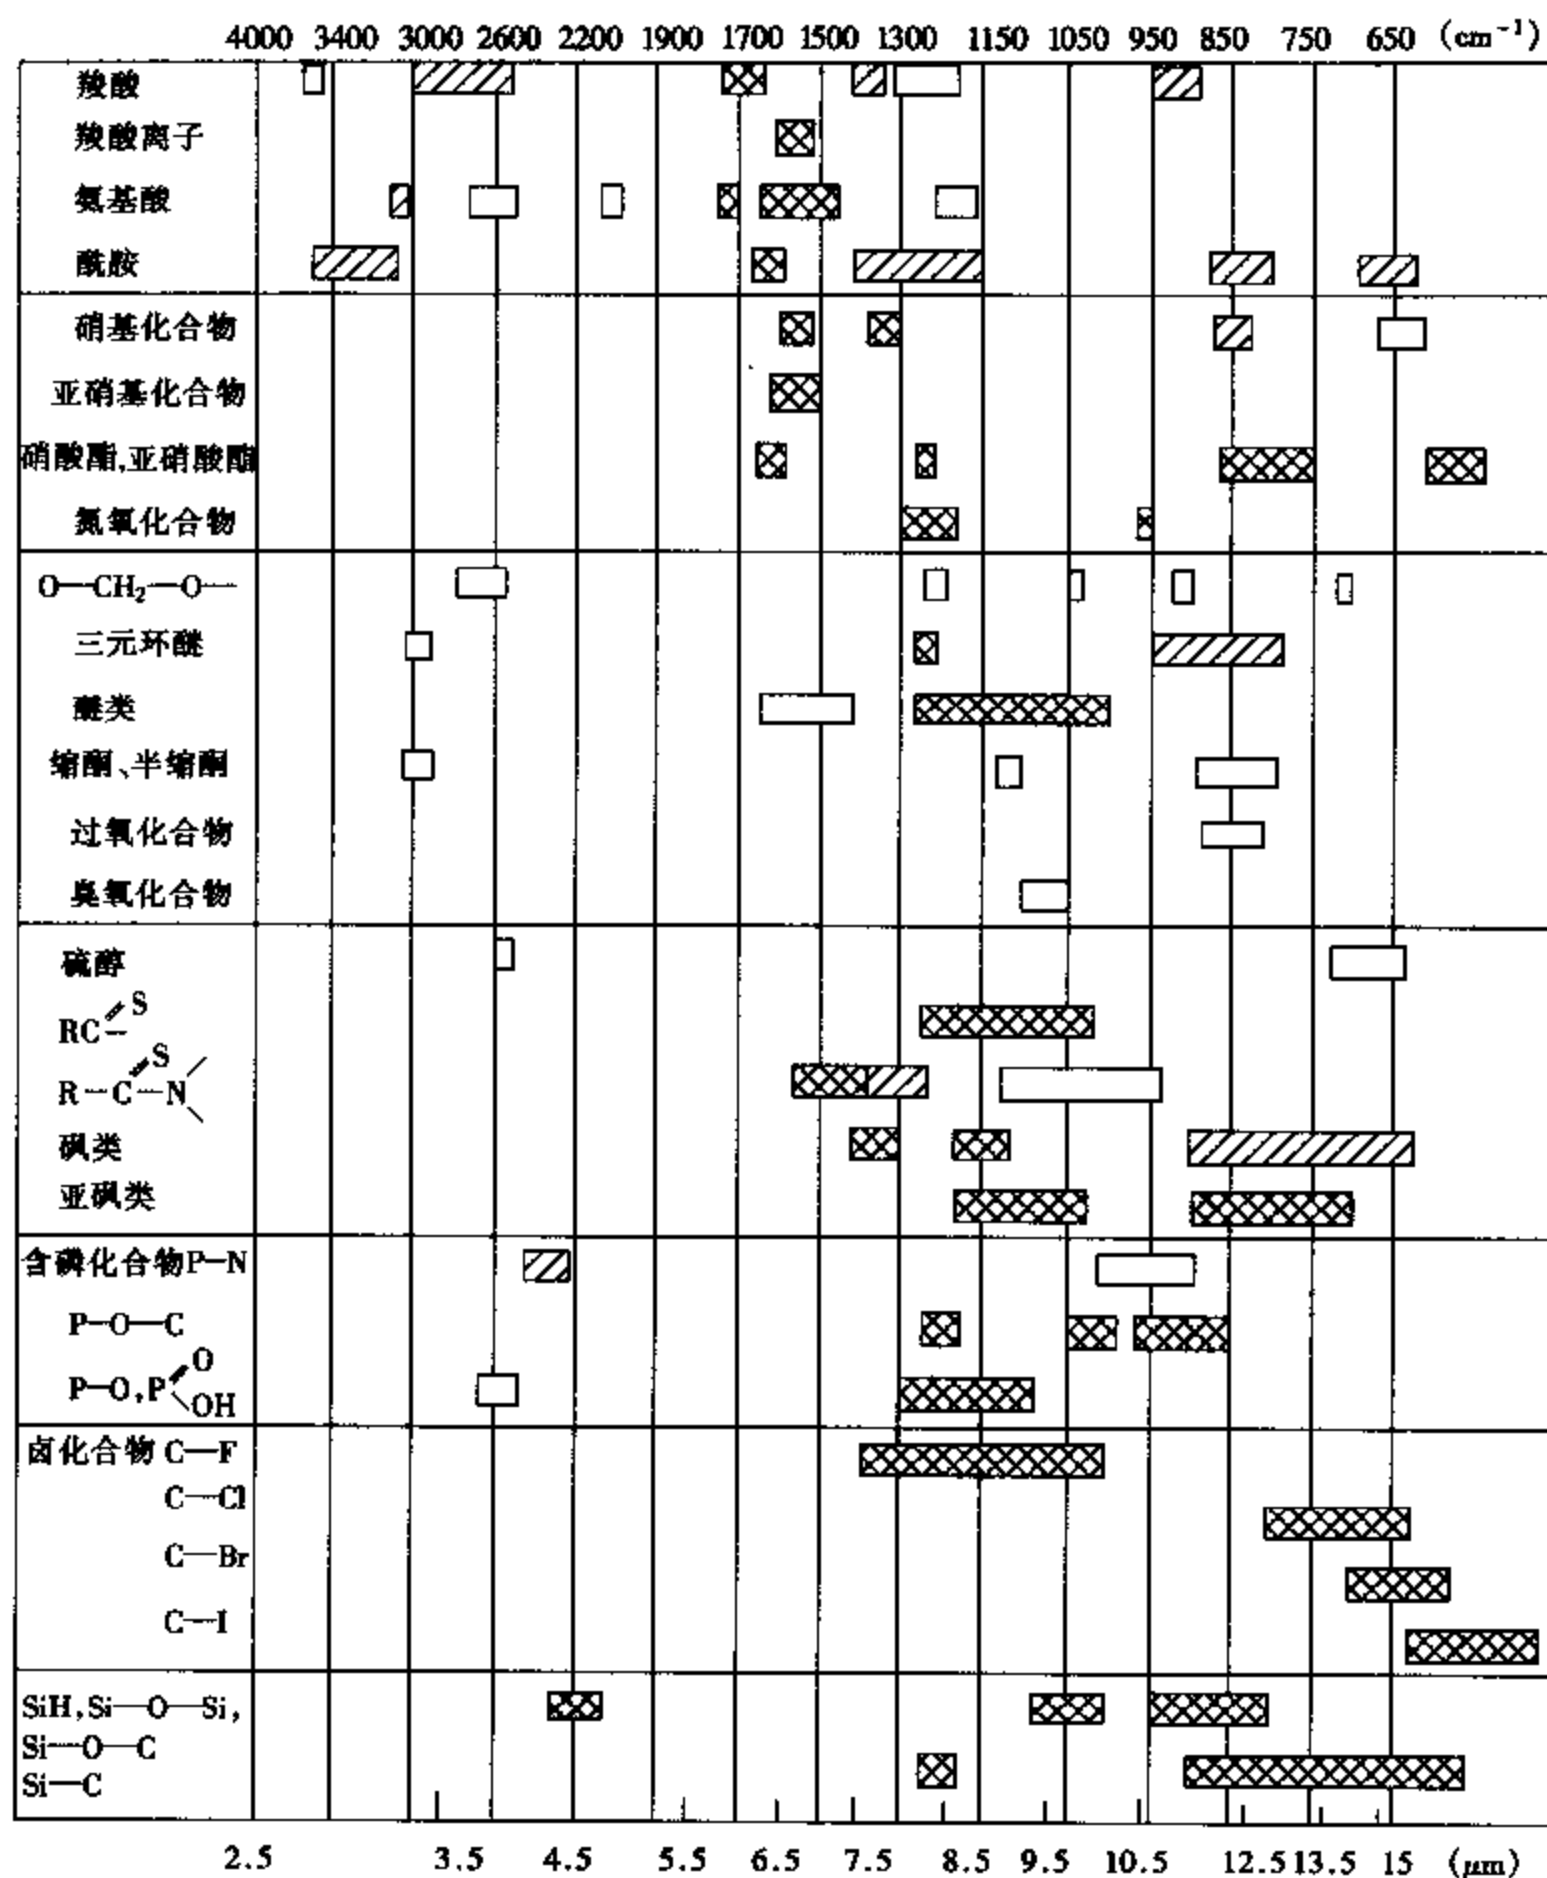 4000 3400 3000 2600 2200 1900 1700 1500 1300 1150 1050 950 850 750 650 (cm⁻¹)
羧酸
羧酸离子
氨基酸
酰胺
硝基化合物
亚硝基化合物
硝酸酯,亚硝酸酯
氮氧化合物
O—CH₂—O—
三元环醚
醚类
缩酮、半缩酮
过氧化合物
臭氧化合物
硫醇
S
RC
S
R—C—N
砜类
亚砜类
含磷化合物P—N
P—O—C
O
P—O,P
OH
卤化合物 C—F
C—Cl
C—Br
C—I
SiH,Si—O—Si,
Si—O—C
Si—C
2.5 3.5 4.5 5.5 6.5 7.5 8.5 9.5 10.5 12.5 13.5 15 (μm)